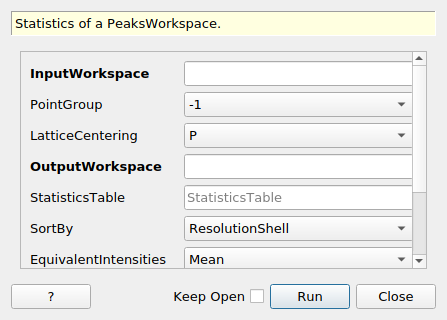 Statistics of a PeaksWorkspace.
InputWorkspace
PointGroup -1
LatticeCentering P
OutputWorkspace
StatisticsTable StatisticsTable
SortBy ResolutionShell
EquivalentIntensities Mean
? Keep Open Run Close